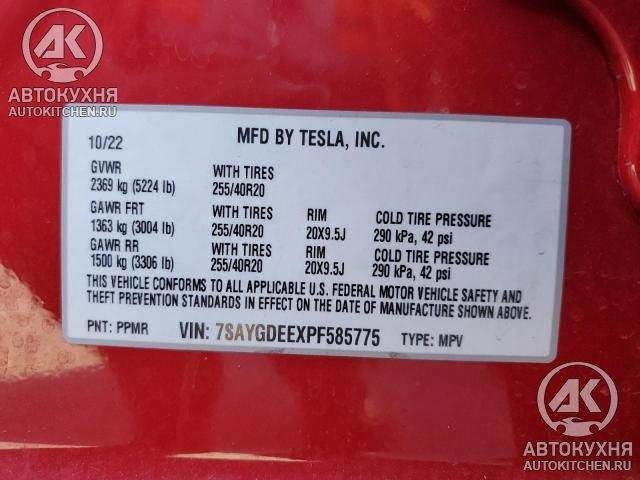 AK
АВТОКУХНЯ
AUTOKITCHEN.RU
10/22 MFD BY TESLA, INC.
GVWR WITH TIRES
2369 kg (5224 lb) 255/40R20
GAWR FRT WITH TIRES RIM COLD TIRE PRESSURE
1363 kg (3004 lb) 255/40R20 20X9.5J 290 kPa, 42 psi
GAWR RR WITH TIRES RIM COLD TIRE PRESSURE
1500 kg (3306 lb) 255/40R20 20X9.5J 290 kPa, 42 psi
THIS VEHICLE CONFORMS TO ALL APPLICABLE U.S. FEDERAL MOTOR VEHICLE SAFETY AND
THEFT PREVENTION STANDARDS IN EFFECT ON THE DATE OF MANUFACTURE SHOWN ABOVE.
PNT: PPMR VIN: 7SAYGDEEXPF585775 TYPE: MPV
AK
АВТОКУХНЯ
AUTOKITCHEN.RU